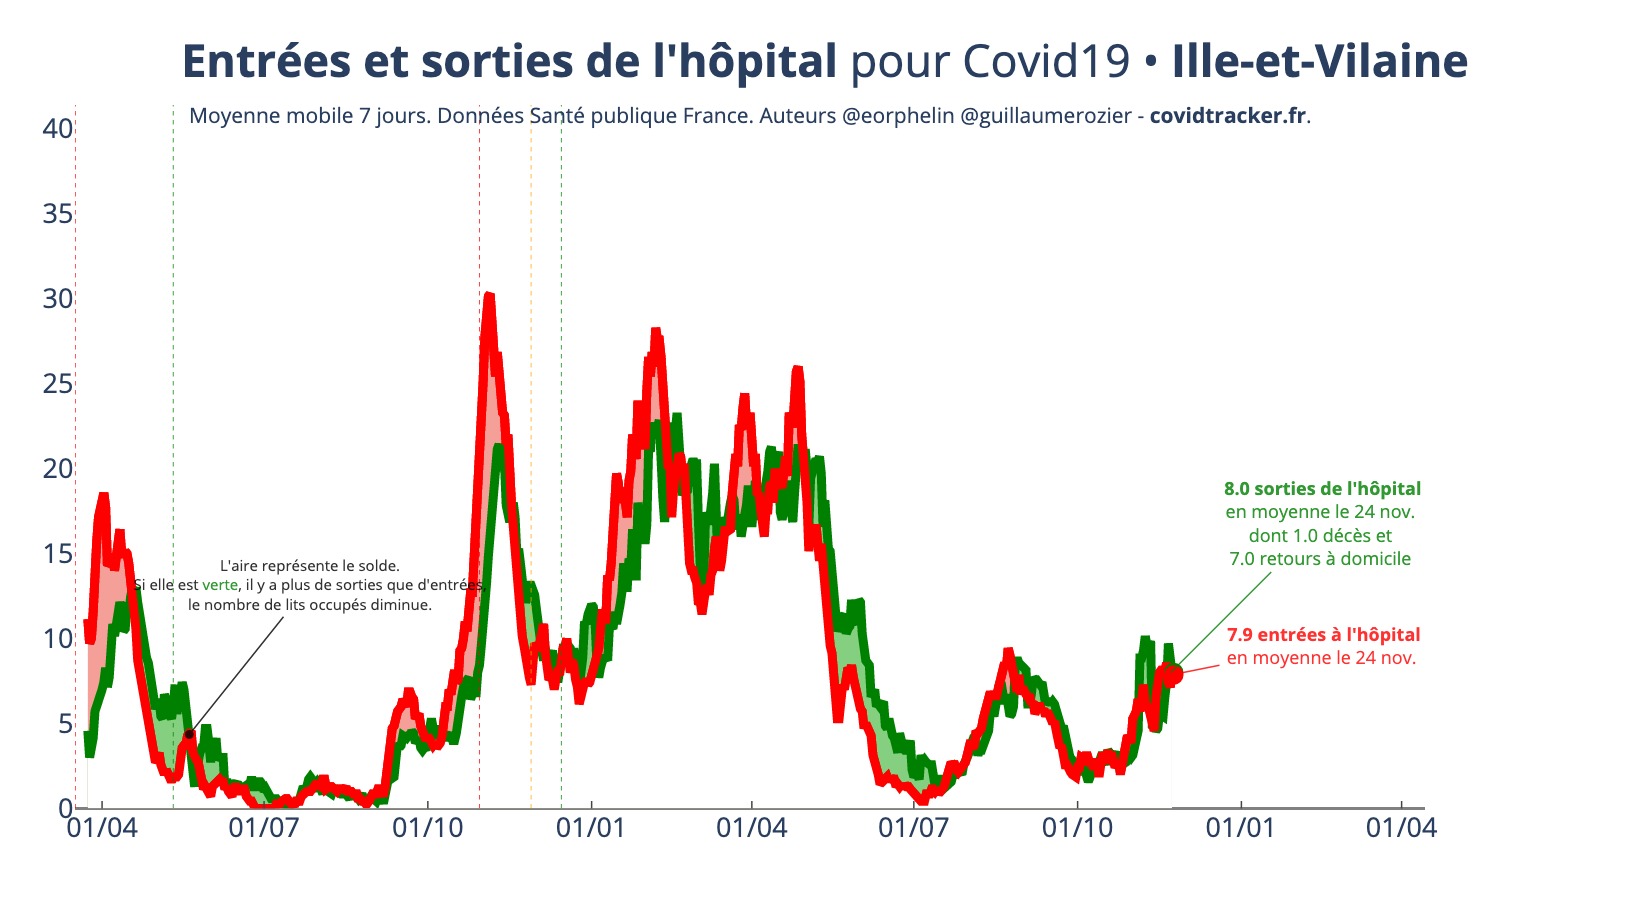 Entrées et sorties de l'hôpital pour Covid19 • Ille-et-Vilaine
Moyenne mobile 7 jours. Données Santé publique France. Auteurs @eorphelin @guillaumerozier - covidtracker.fr.
40
35
30
25
20
15
10
5
0
L'aire représente le solde.
Si elle est verte, il y a plus de sorties que d'entrées,
le nombre de lits occupés diminue.
8.0 sorties de l'hôpital
en moyenne le 24 nov.
dont 1.0 décès et
7.0 retours à domicile
7.9 entrées à l'hôpital
en moyenne le 24 nov.
01/04 01/07 01/10 01/01 01/04 01/07 01/10 01/01 01/04